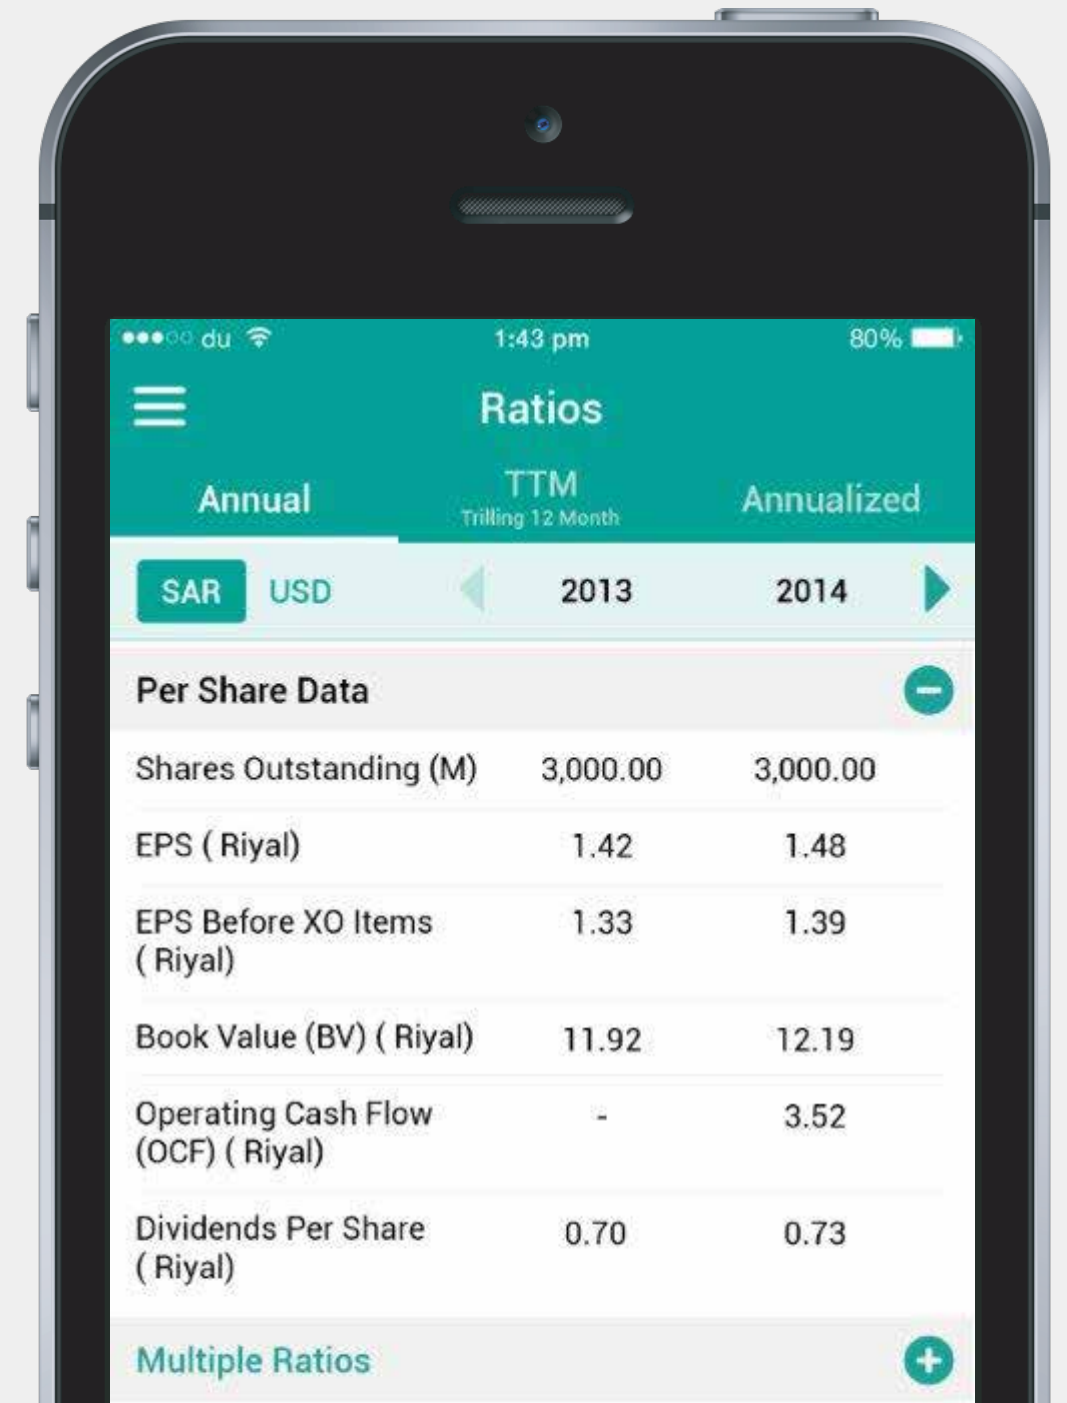 du 1:43 pm 80%
Ratios
Annual TTM Annualized
Trilling 12 Month
SAR USD 2013 2014
Per Share Data
Shares Outstanding (M) 3,000.00 3,000.00
EPS ( Riyal) 1.42 1.48
EPS Before XO Items 1.33 1.39
( Riyal)
Book Value (BV) ( Riyal) 11.92 12.19
Operating Cash Flow - 3.52
(OCF) ( Riyal)
Dividends Per Share 0.70 0.73
( Riyal)
Multiple Ratios